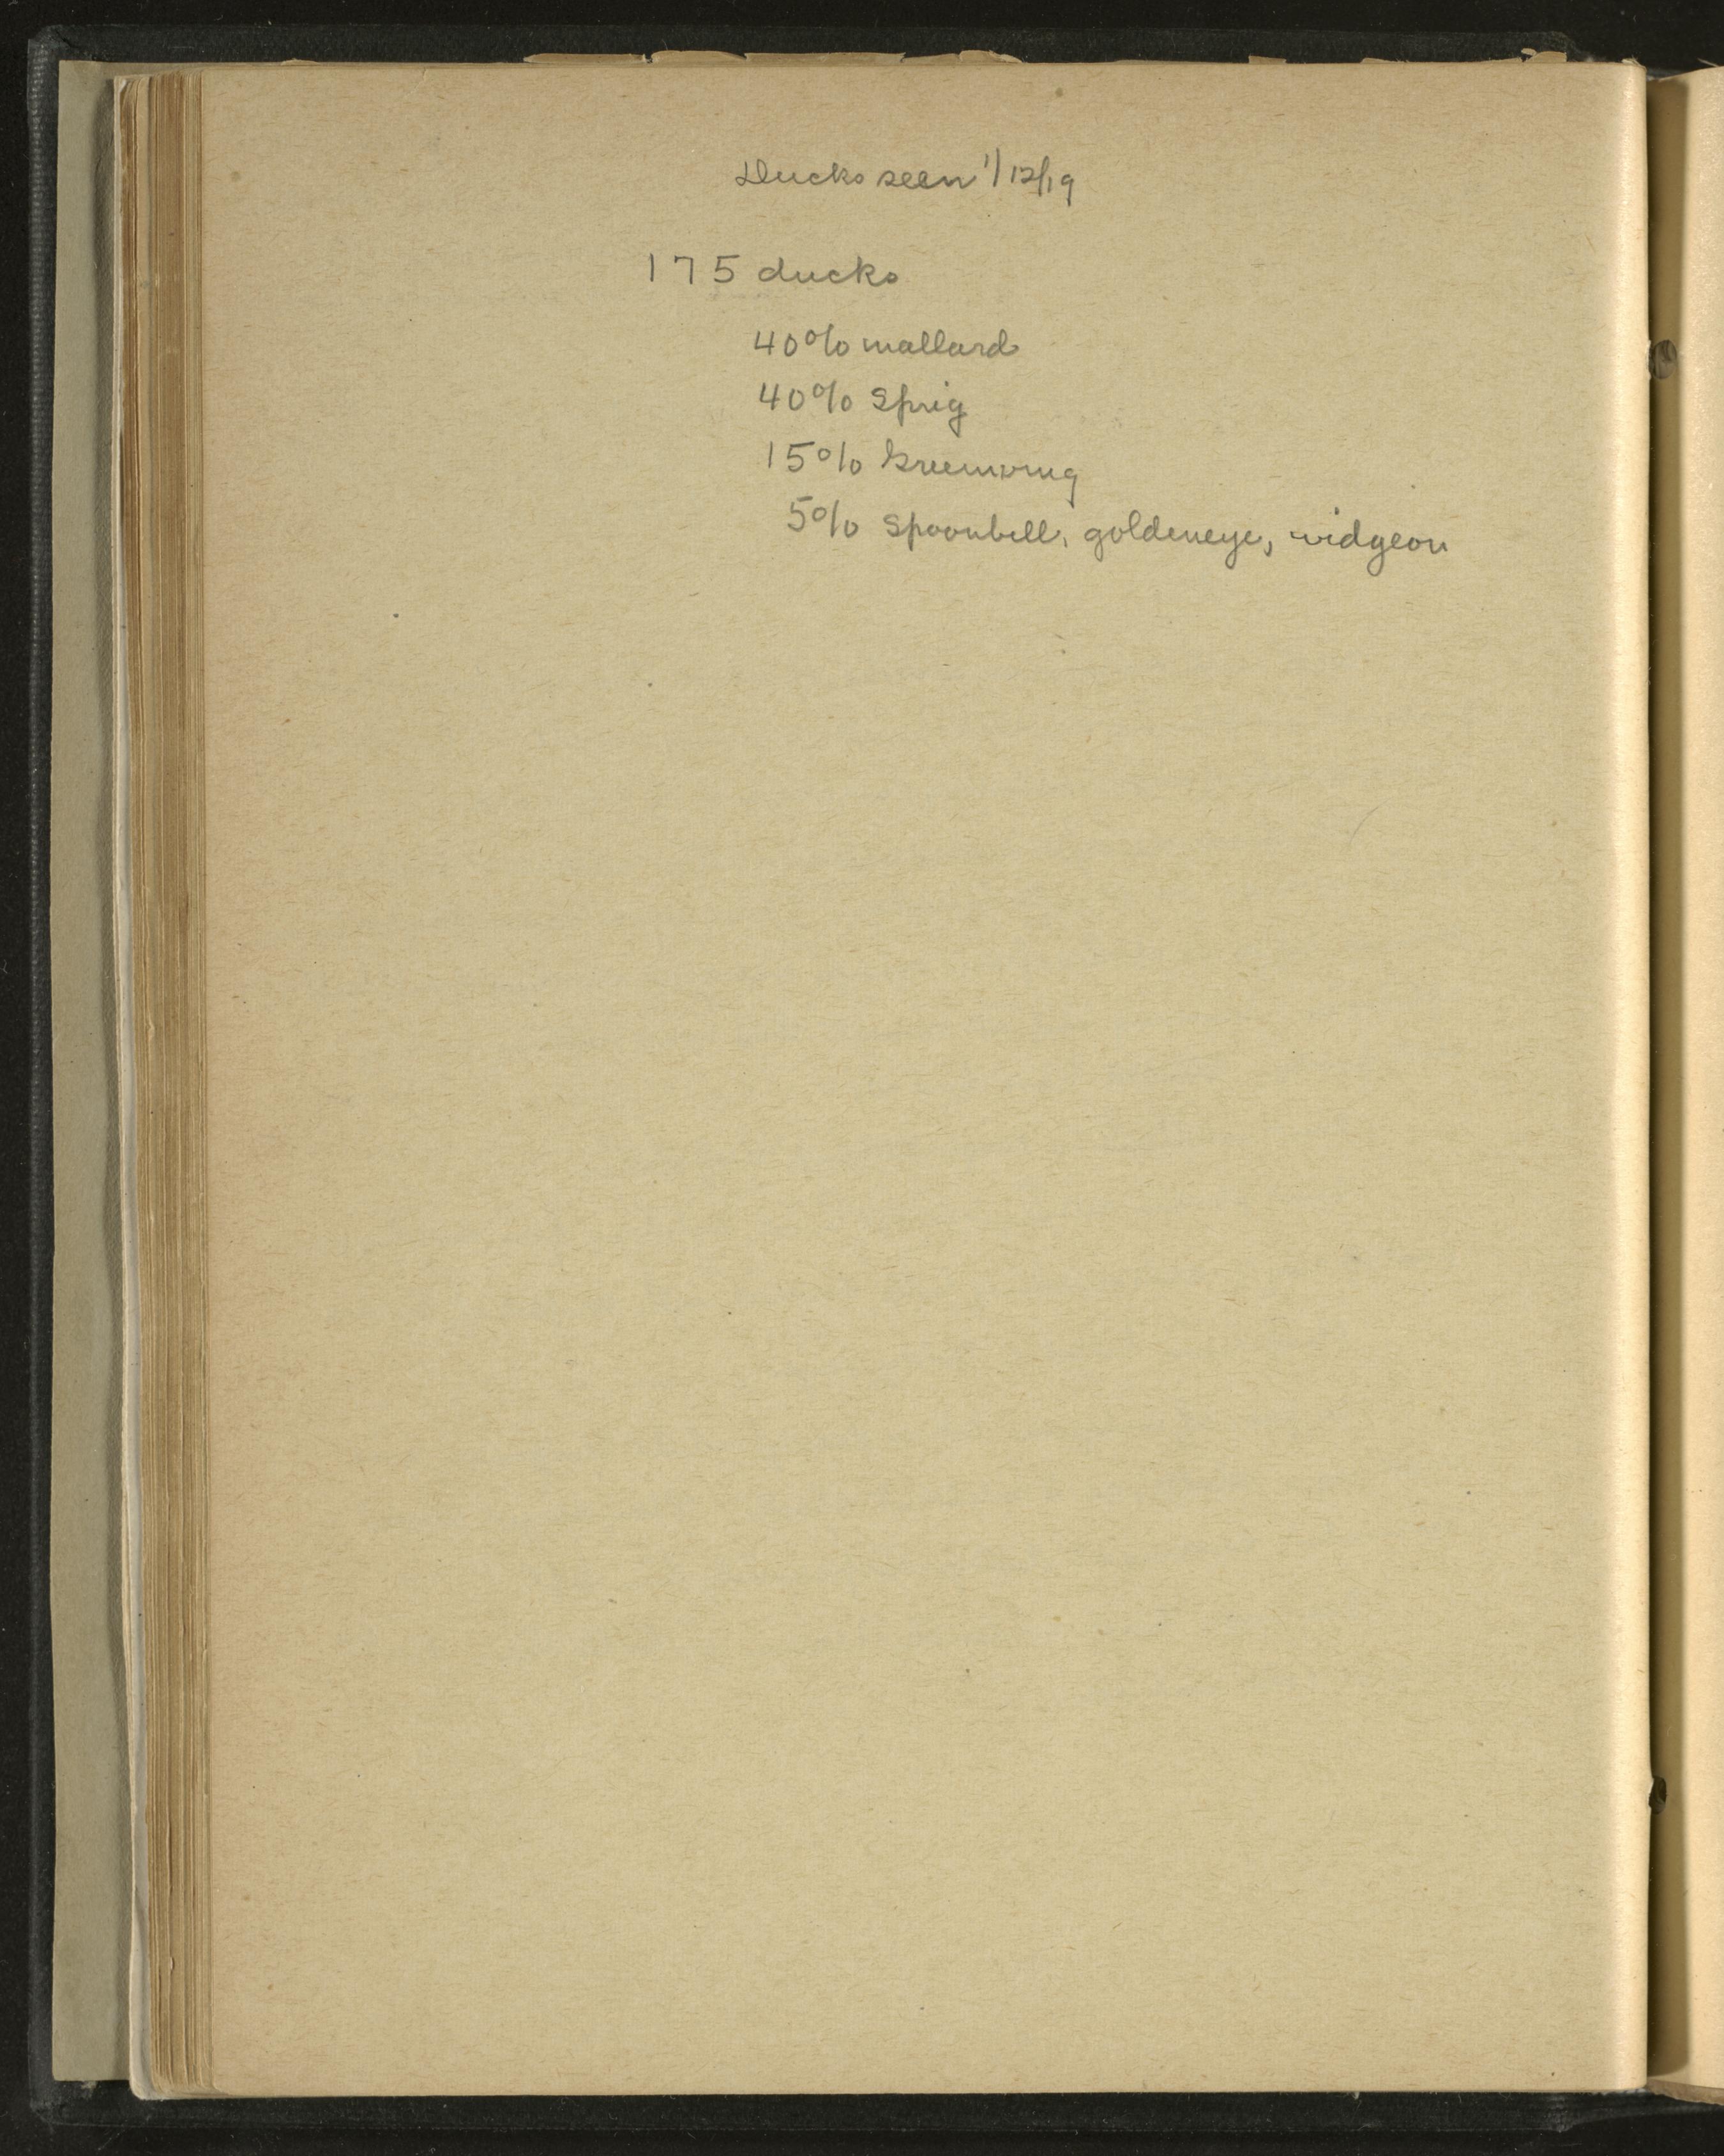 Ducks seen 1/12/19
175 ducks
40% mallard
40% Sprig
15% Greenwing
5% Spoonbill, goldeneye, widgeon